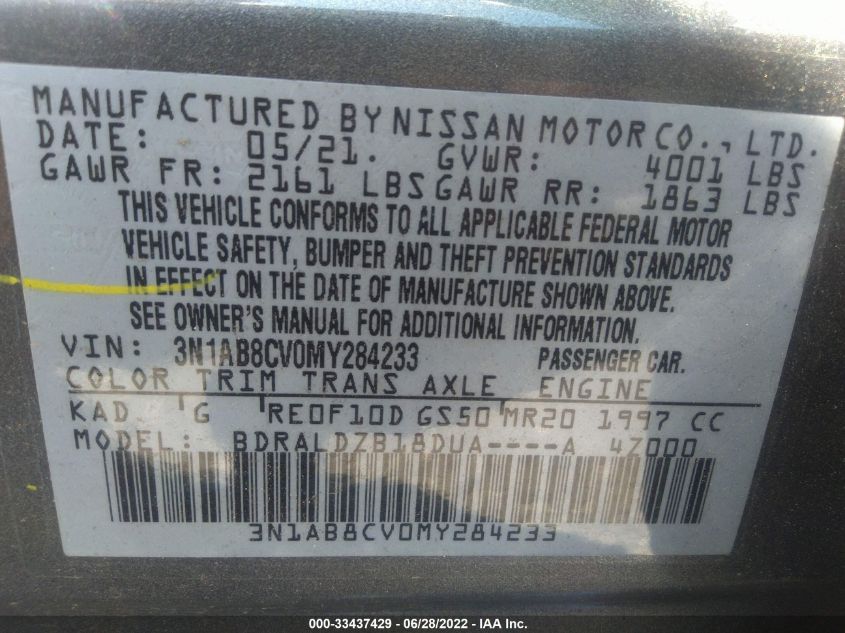 MANUFACTURED BY NISSAN MOTOR CO., LTD.
DATE: 05/21. GVWR: 4001 LBS
GAWR FR: 2161 LBS GAWR RR: 1863 LBS
THIS VEHICLE CONFORMS TO ALL APPLICABLE FEDERAL MOTOR
VEHICLE SAFETY, BUMPER AND THEFT PREVENTION STANDARDS
IN EFFECT ON THE DATE OF MANUFACTURE SHOWN ABOVE.
SEE OWNER'S MANUAL FOR ADDITIONAL INFORMATION.
VIN: 3N1AB8CV0MY284233 PASSENGER CAR.
COLOR TRIM TRANS AXLE ENGINE
KAD G RE0F10D GS50 MR20 1997 CC
MODEL: BDRALDZB18DUA----A 4Z000
3N1AB8CV0MY284233
000-33437429 - 06/28/2022 - IAA Inc.